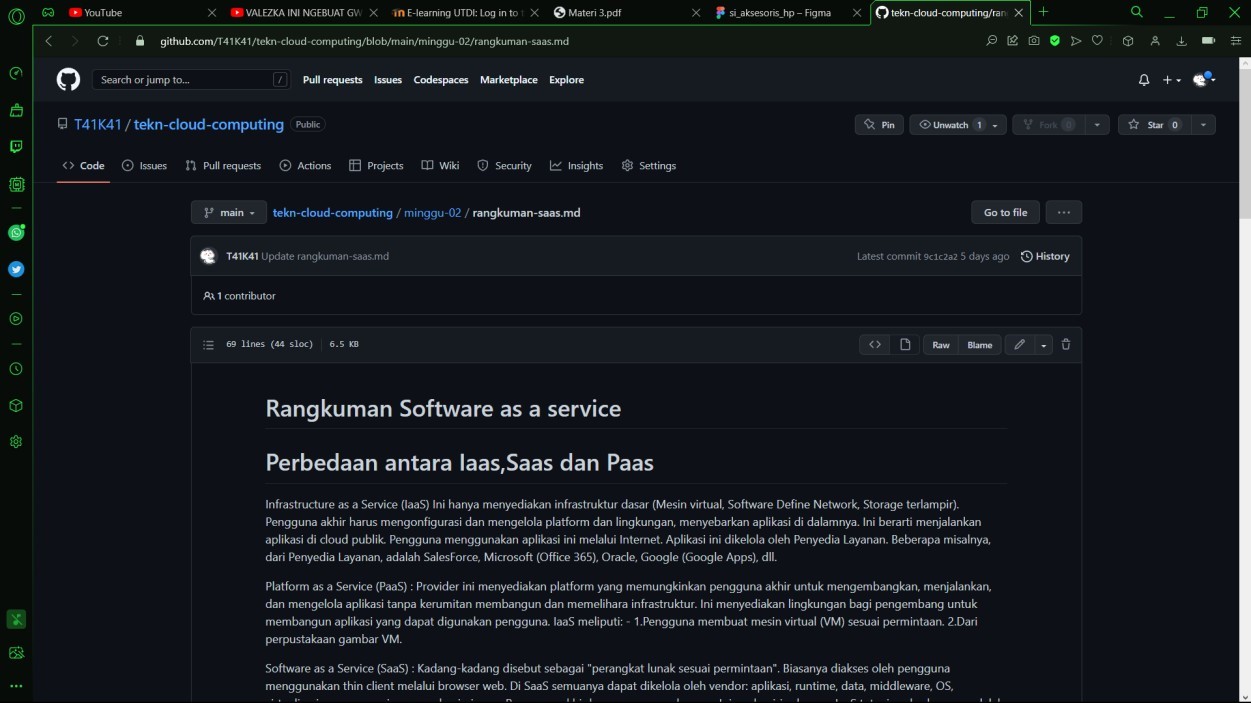 YouTube
VALEZKA INI NGEBUAT GW
E-learning UTDI: Log in to t
Materi 3.pdf
si_aksesoris_hp – Figma
tekn-cloud-computing/ran
github.com/T41K41/tekn-cloud-computing/blob/main/minggu-02/rangkuman-saas.md
Search or jump to... /
Pull requests Issues Codespaces Marketplace Explore
T41K41 / tekn-cloud-computing Public
Pin
Unwatch 1
Fork 0
Star 0
Code Issues Pull requests Actions Projects Wiki Security Insights Settings
main
tekn-cloud-computing / minggu-02 / rangkuman-saas.md
Go to file ...
T41K41 Update rangkuman-saas.md
Latest commit 9c1c2a2 5 days ago History
1 contributor
69 lines (44 sloc) 6.5 KB
Raw Blame
Rangkuman Software as a service
Perbedaan antara Iaas,Saas dan Paas
Infrastructure as a Service (IaaS) Ini hanya menyediakan infrastruktur dasar (Mesin virtual, Software Define Network, Storage terlampir).
Pengguna akhir harus mengonfigurasi dan mengelola platform dan lingkungan, menyebarkan aplikasi di dalamnya. Ini berarti menjalankan
aplikasi di cloud publik. Pengguna menggunakan aplikasi ini melalui Internet. Aplikasi ini dikelola oleh Penyedia Layanan. Beberapa misalnya,
dari Penyedia Layanan, adalah SalesForce, Microsoft (Office 365), Oracle, Google (Google Apps), dll.
Platform as a Service (PaaS) : Provider ini menyediakan platform yang memungkinkan pengguna akhir untuk mengembangkan, menjalankan,
dan mengelola aplikasi tanpa kerumitan membangun dan memelihara infrastruktur. Ini menyediakan lingkungan bagi pengembang untuk
membangun aplikasi yang dapat digunakan pengguna. IaaS meliputi: - 1.Pengguna membuat mesin virtual (VM) sesuai permintaan. 2.Dari
perpustakaan gambar VM.
Software as a Service (SaaS) : Kadang-kadang disebut sebagai "perangkat lunak sesuai permintaan". Biasanya diakses oleh pengguna
menggunakan thin client melalui browser web. Di SaaS semuanya dapat dikelola oleh vendor: aplikasi, runtime, data, middleware, OS,